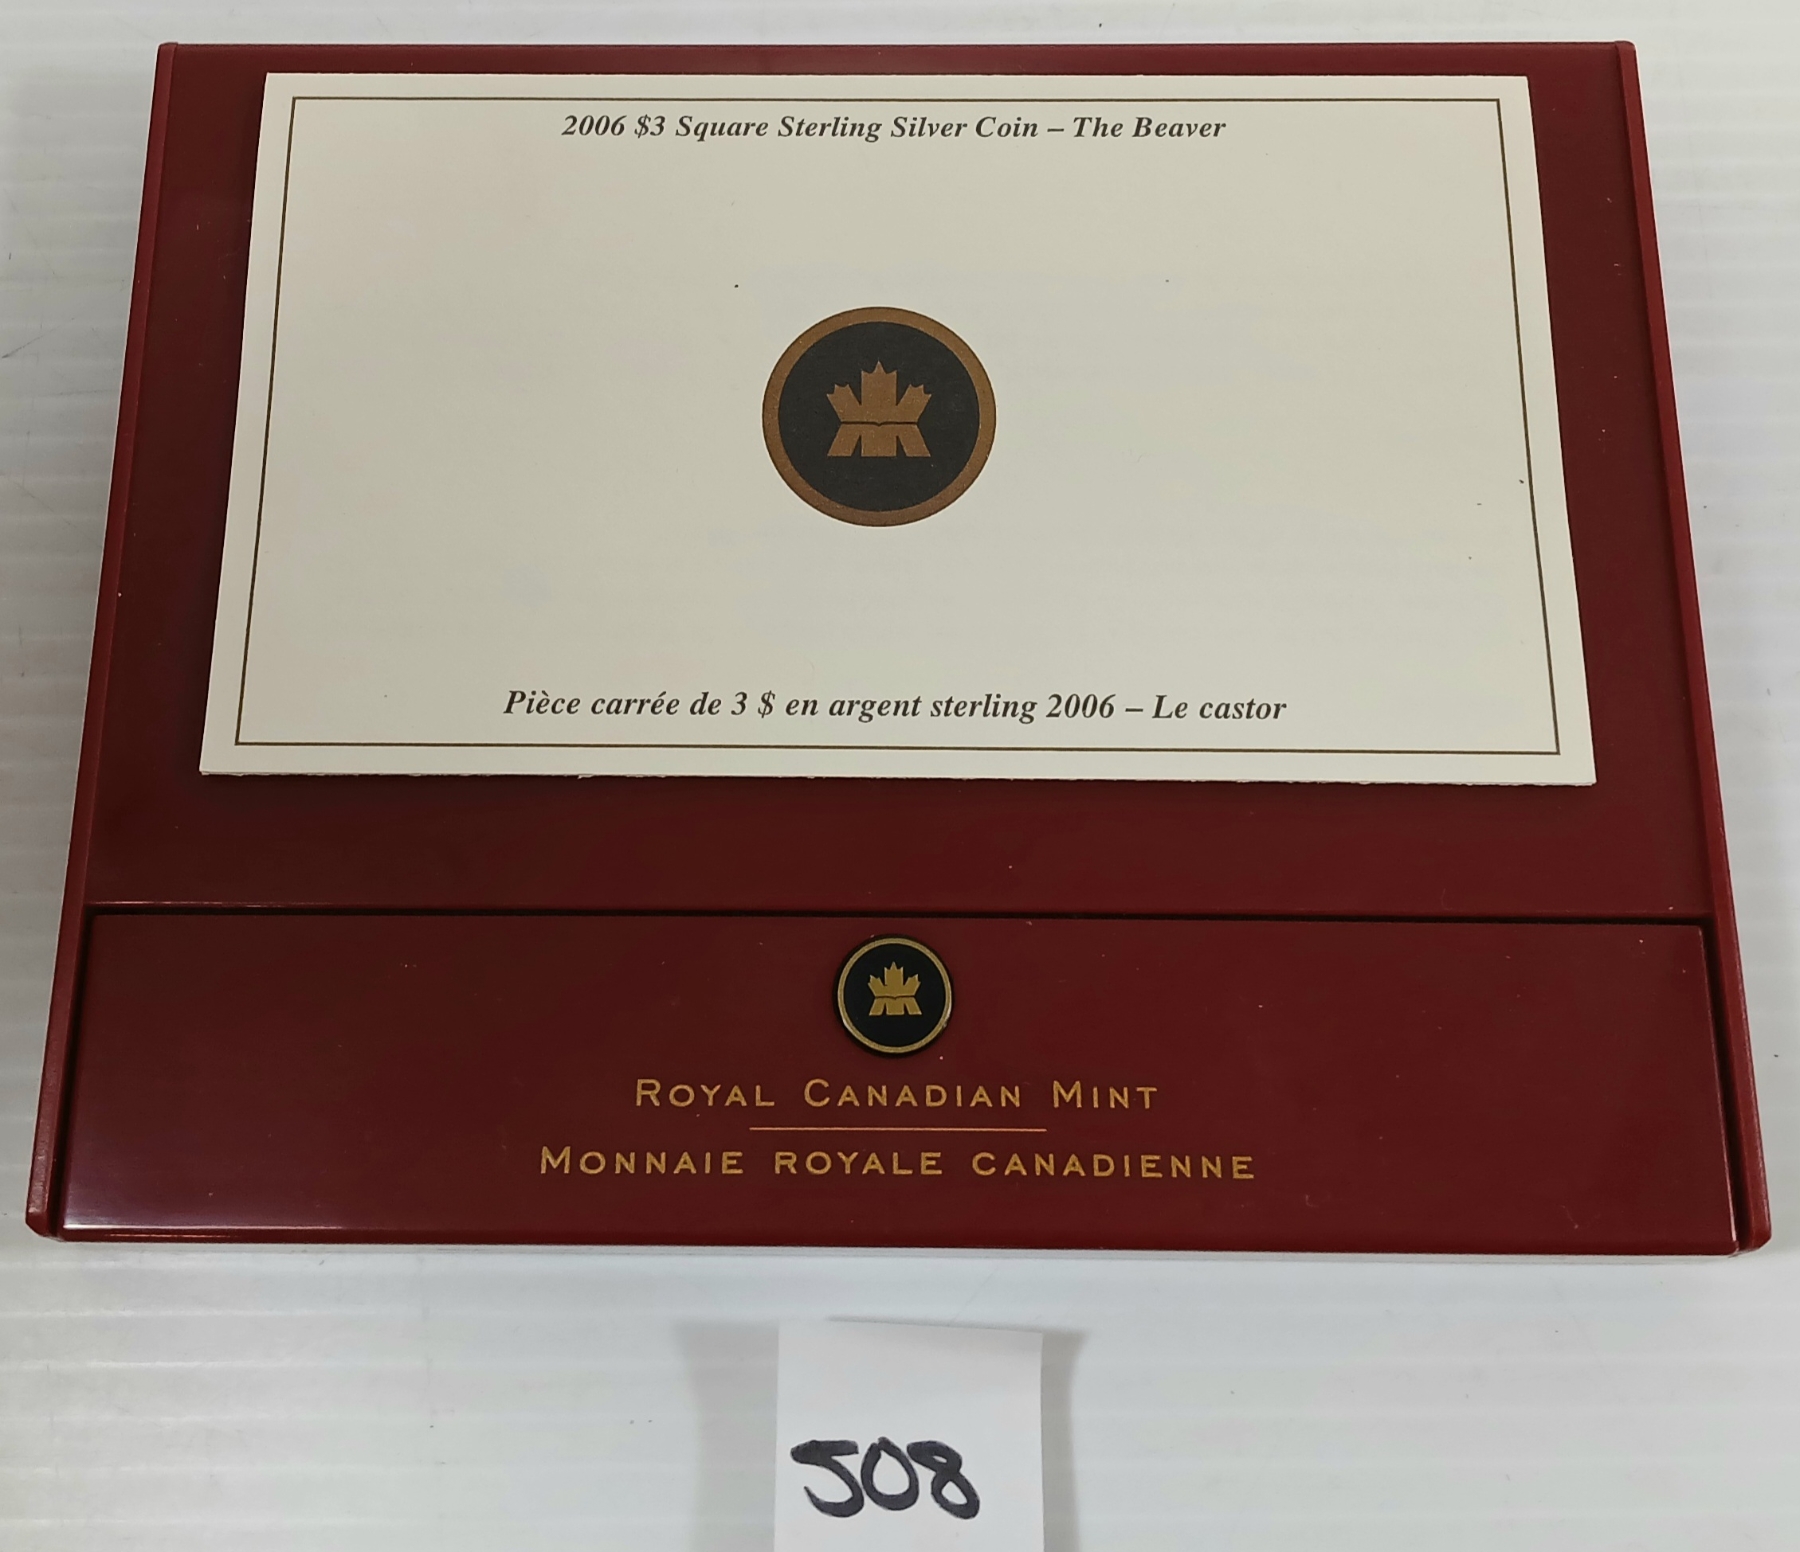 2006 $3 Square Sterling Silver Coin – The Beaver
Pièce carrée de 3 $ en argent sterling 2006 – Le castor
ROYAL CANADIAN MINT
MONNAIE ROYALE CANADIENNE
508